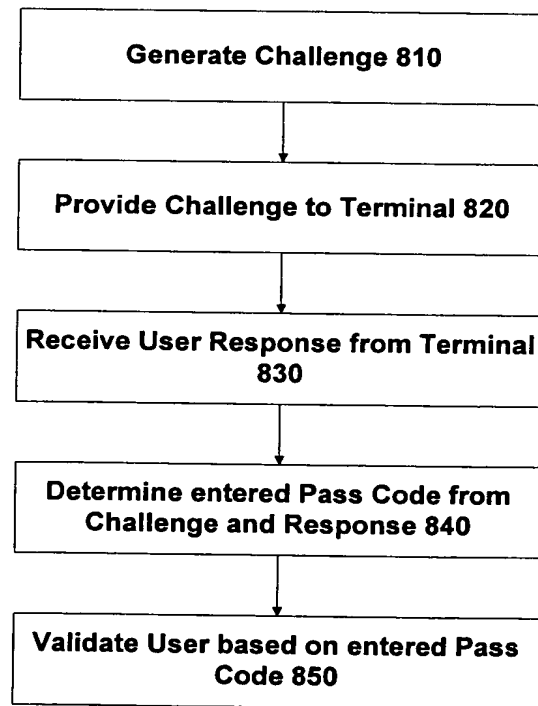 Generate Challenge 810
Provide Challenge to Terminal 820
Receive User Response from Terminal
830
Determine entered Pass Code from
Challenge and Response 840
Validate User based on entered Pass
Code 850